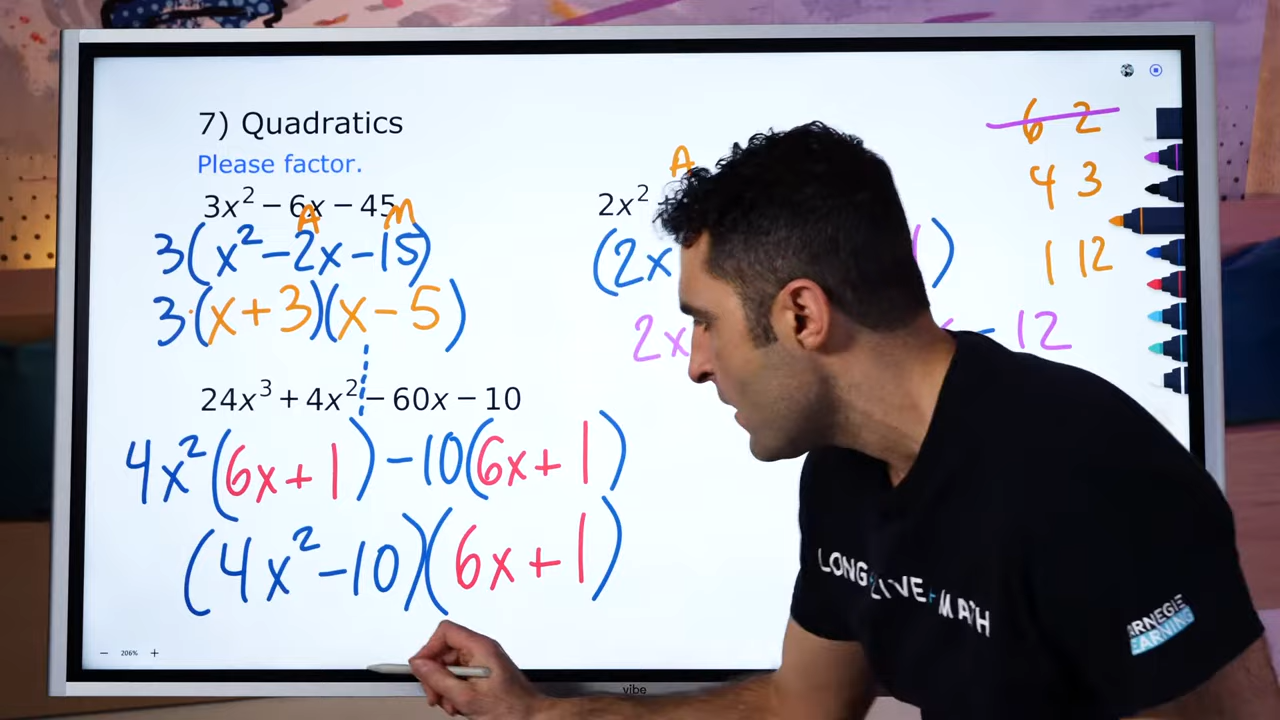 7) Quadratics
Please factor.
3x² − 6x − 45
A M
3(x² − 2x − 15)
3·(x + 3)(x − 5)
24x³ + 4x² − 60x − 10
4x²(6x + 1) − 10(6x + 1)
(4x² − 10)(6x + 1)
A
2x² +
(2x )
2x − 12
6 2
4 3
1 12
206%
vibe
LONG LIVE MATH
ARNEGIE
LEARNING